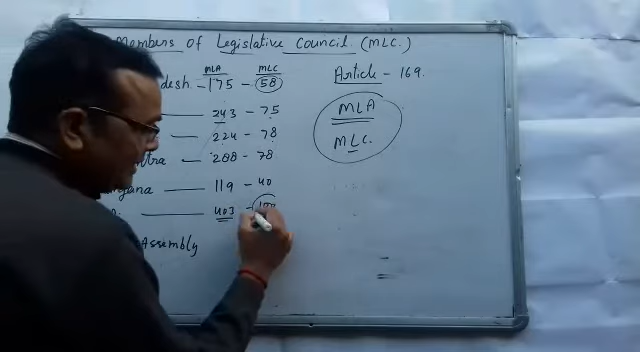 Members of Legislative Council (MLC.)
MLA MLC
desh - 175 - 58
243 - 75
224 - 78
tra - 288 - 78
ngana - 119 - 40
403 - 100
Assembly
Article - 169.
MLA
MLC.